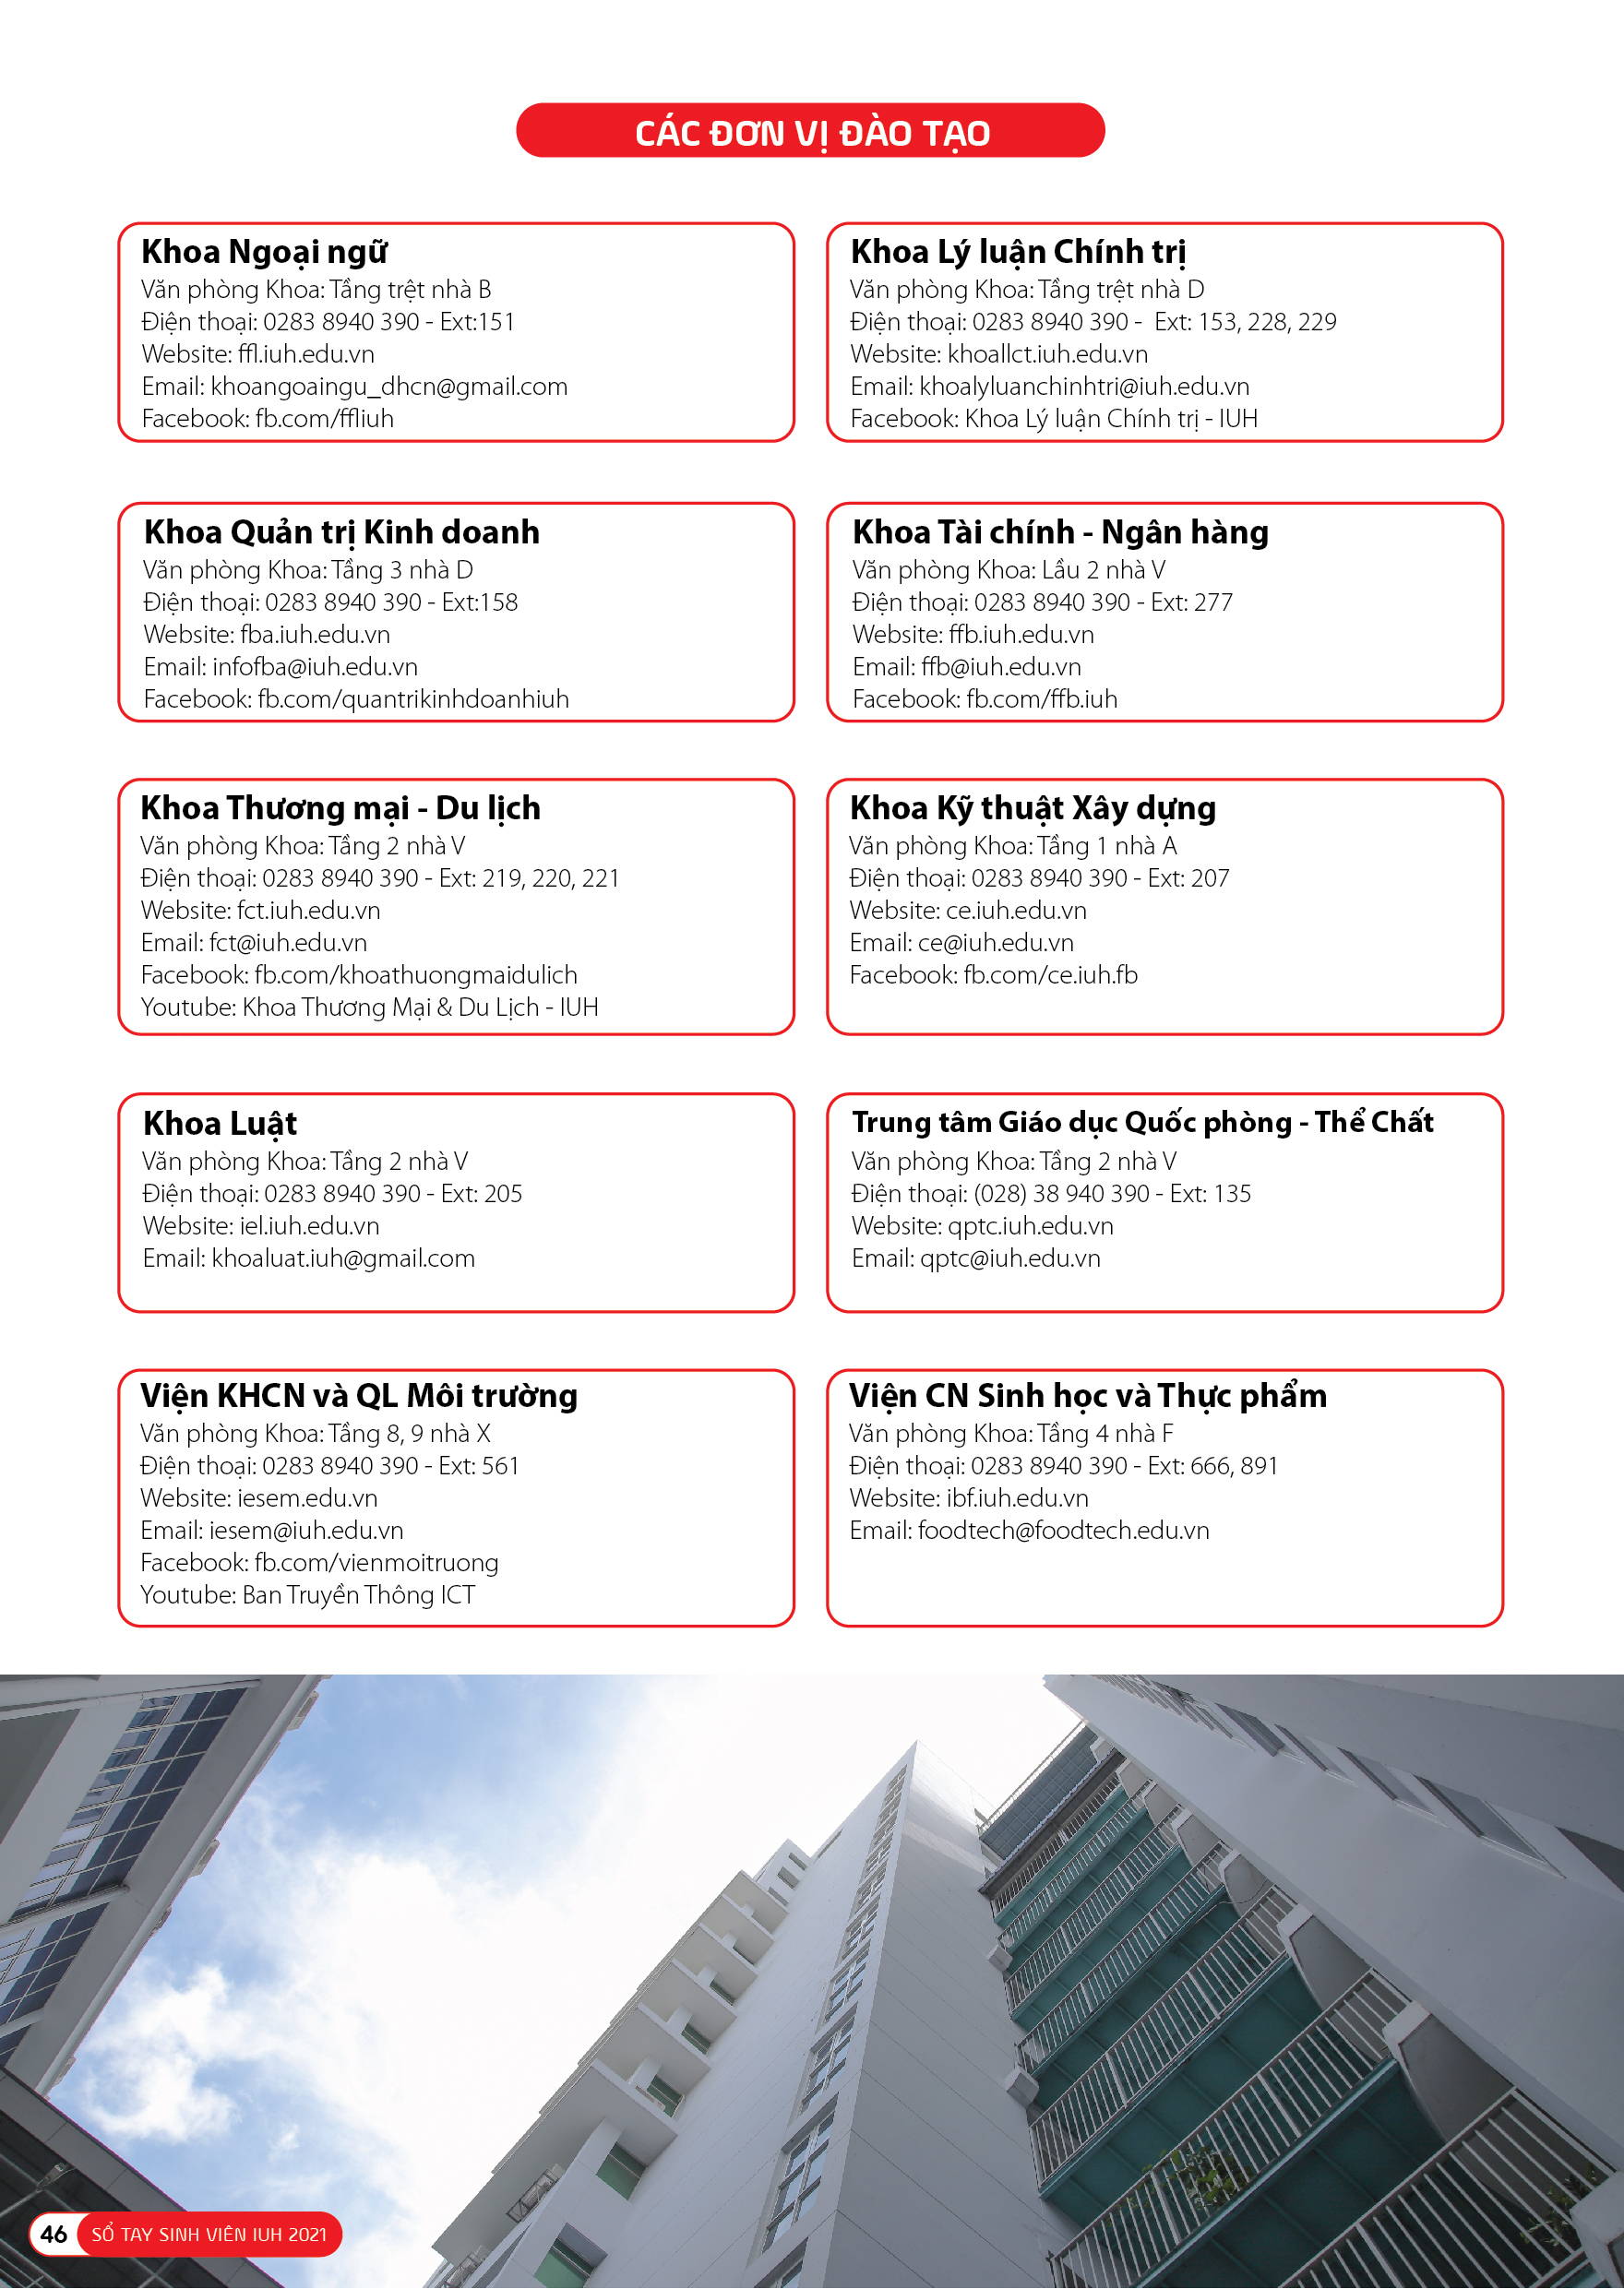 CÁC ĐƠN VỊ ĐÀO TẠO
Khoa Ngoại ngữ
Văn phòng Khoa: Tầng trệt nhà B
Điện thoại: 0283 8940 390 - Ext:151
Website: ffl.iuh.edu.vn
Email: khoangoaingu_dhcn@gmail.com
Facebook: fb.com/ffliuh
Khoa Lý luận Chính trị
Văn phòng Khoa: Tầng trệt nhà D
Điện thoại: 0283 8940 390 -  Ext: 153, 228, 229
Website: khoallct.iuh.edu.vn
Email: khoalyluanchinhtri@iuh.edu.vn
Facebook: Khoa Lý luận Chính trị - IUH
Khoa Quản trị Kinh doanh
Văn phòng Khoa: Tầng 3 nhà D
Điện thoại: 0283 8940 390 - Ext:158
Website: fba.iuh.edu.vn
Email: infofba@iuh.edu.vn
Facebook: fb.com/quantrikinhdoanhiuh
Khoa Tài chính - Ngân hàng
Văn phòng Khoa: Lầu 2 nhà V
Điện thoại: 0283 8940 390 - Ext: 277
Website: ffb.iuh.edu.vn
Email: ffb@iuh.edu.vn
Facebook: fb.com/ffb.iuh
Khoa Thương mại - Du lịch
Văn phòng Khoa: Tầng 2 nhà V
Điện thoại: 0283 8940 390 - Ext: 219, 220, 221
Website: fct.iuh.edu.vn
Email: fct@iuh.edu.vn
Facebook: fb.com/khoathuongmaidulich
Youtube: Khoa Thương Mại & Du Lịch - IUH
Khoa Kỹ thuật Xây dựng
Văn phòng Khoa: Tầng 1 nhà A
Điện thoại: 0283 8940 390 - Ext: 207
Website: ce.iuh.edu.vn
Email: ce@iuh.edu.vn
Facebook: fb.com/ce.iuh.fb
Khoa Luật
Văn phòng Khoa: Tầng 2 nhà V
Điện thoại: 0283 8940 390 - Ext: 205
Website: iel.iuh.edu.vn
Email: khoaluat.iuh@gmail.com
Trung tâm Giáo dục Quốc phòng - Thể Chất
Văn phòng Khoa: Tầng 2 nhà V
Điện thoại: (028) 38 940 390 - Ext: 135
Website: qptc.iuh.edu.vn
Email: qptc@iuh.edu.vn
Viện KHCN và QL Môi trường
Văn phòng Khoa: Tầng 8, 9 nhà X
Điện thoại: 0283 8940 390 - Ext: 561
Website: iesem.edu.vn
Email: iesem@iuh.edu.vn
Facebook: fb.com/vienmoitruong
Youtube: Ban Truyền Thông ICT
Viện CN Sinh học và Thực phẩm
Văn phòng Khoa: Tầng 4 nhà F
Điện thoại: 0283 8940 390 - Ext: 666, 891
Website: ibf.iuh.edu.vn
Email: foodtech@foodtech.edu.vn
46 SỔ TAY SINH VIÊN IUH 2021